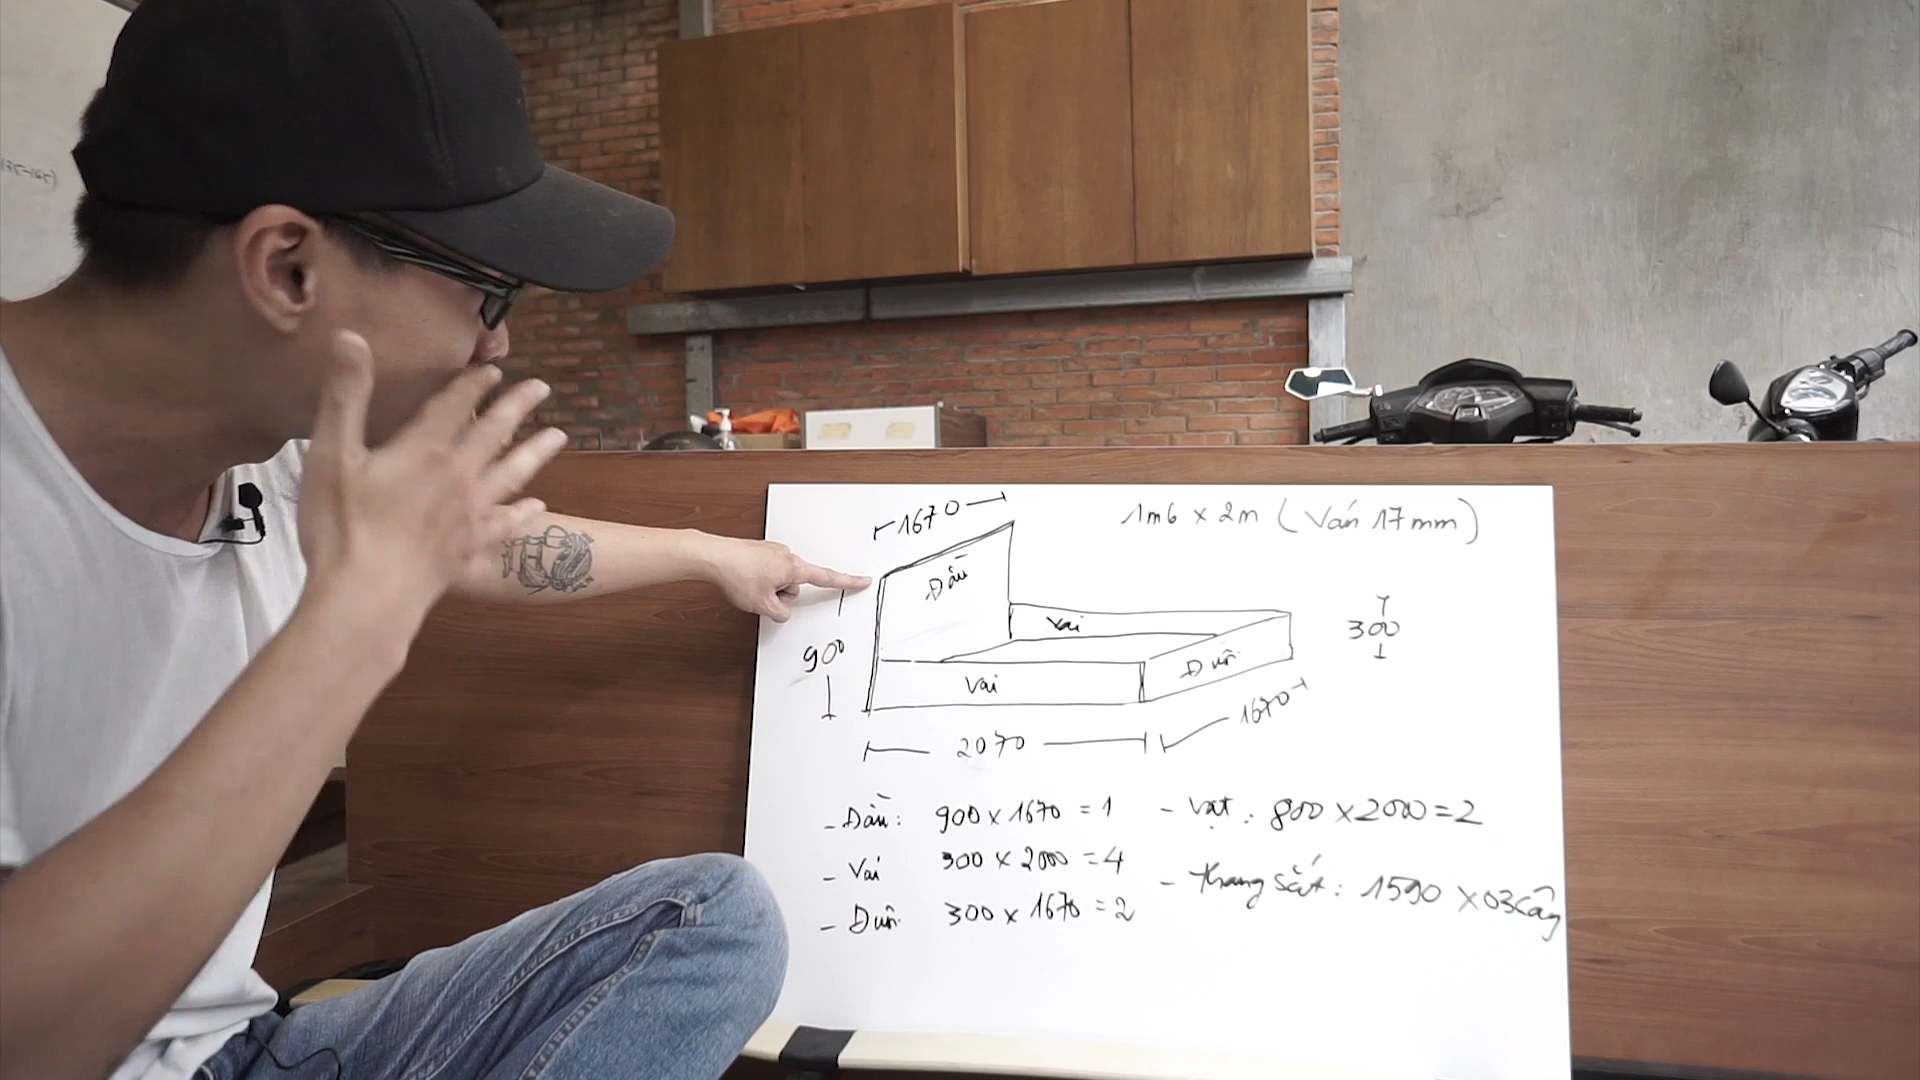 1670
1m6 x 2m (Ván 17mm)
Đầu
Vai
300
900
Vai
Đuôi
1670
2070
- Đầu: 900 x 1670 = 1
- Vai 300 x 2000 = 4
- Đuôi 300 x 1670 = 2
- Vạt: 800 x 2000 = 2
- Thang sắt: 1590 x 03 cây